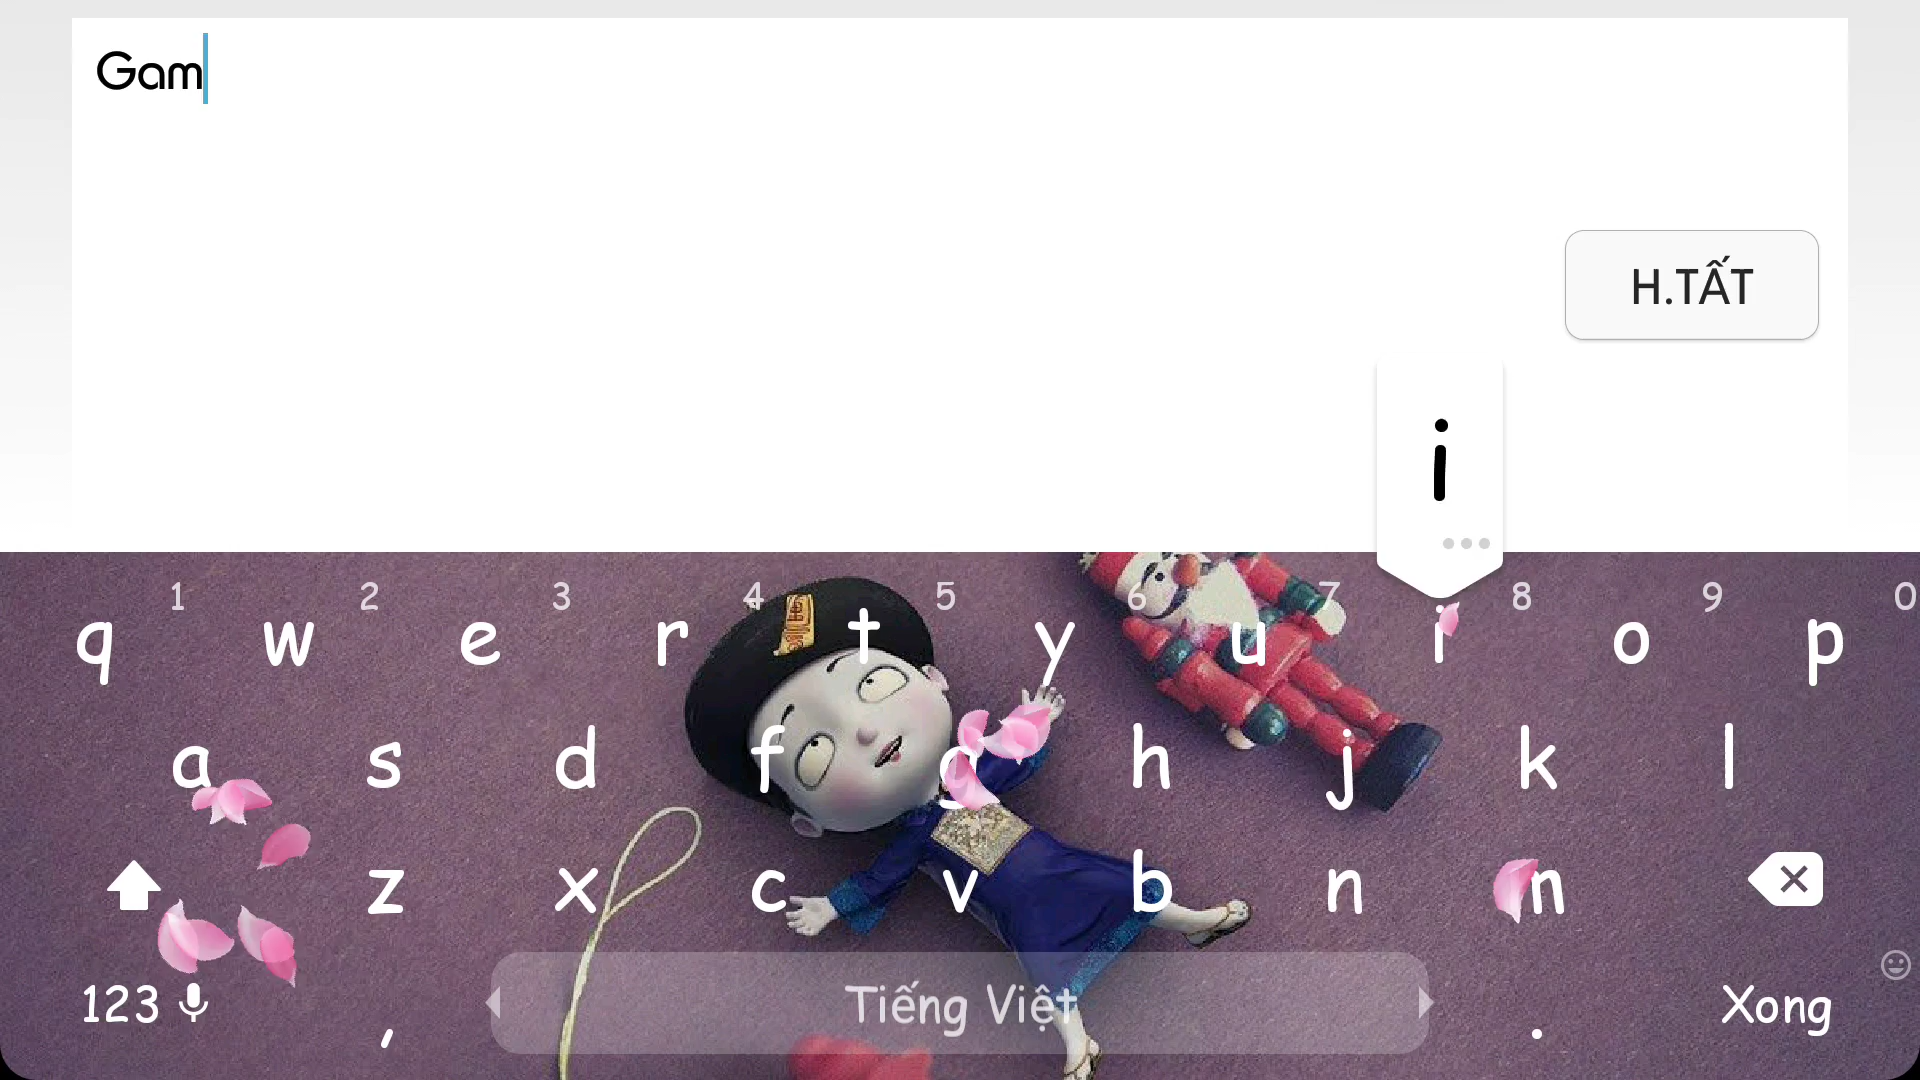 Gam
H.TẤT
i
1 2 3 4 5 6 7 8 9 0
q w e r t y u i o p
a s d f g h j k l
z x c v b n m
123 , Tiếng Việt . Xong